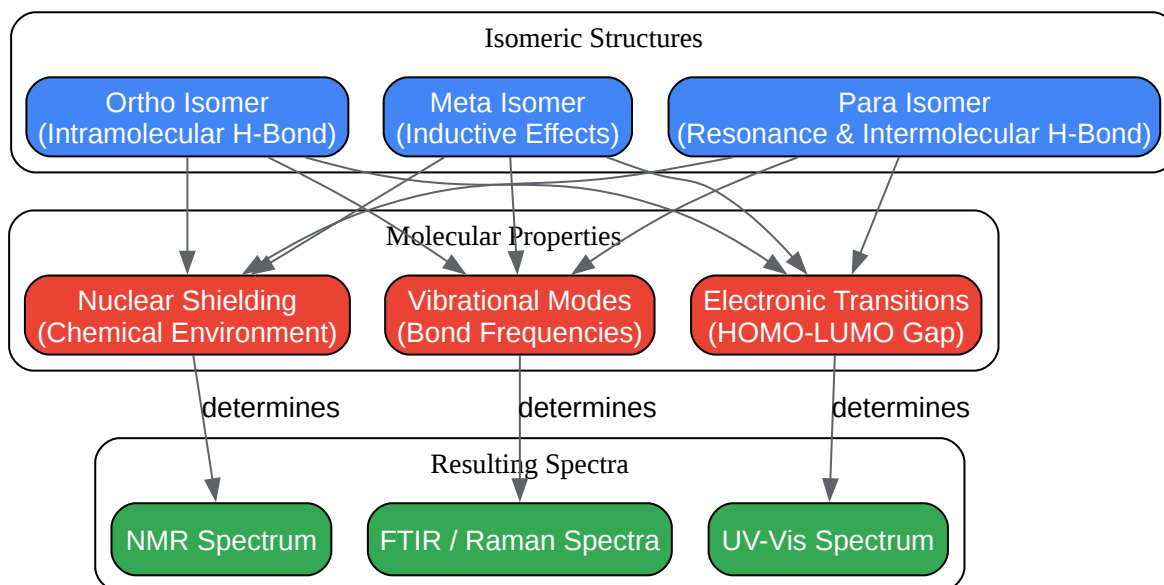 Isomeric Structures
Ortho Isomer
(Intramolecular H-Bond)
Meta Isomer
(Inductive Effects)
Para Isomer
(Resonance & Intermolecular H-Bond)
Molecular Properties
Nuclear Shielding
(Chemical Environment)
Vibrational Modes
(Bond Frequencies)
Electronic Transitions
(HOMO-LUMO Gap)
determines
determines
determines
Resulting Spectra
NMR Spectrum
FTIR / Raman Spectra
UV-Vis Spectrum